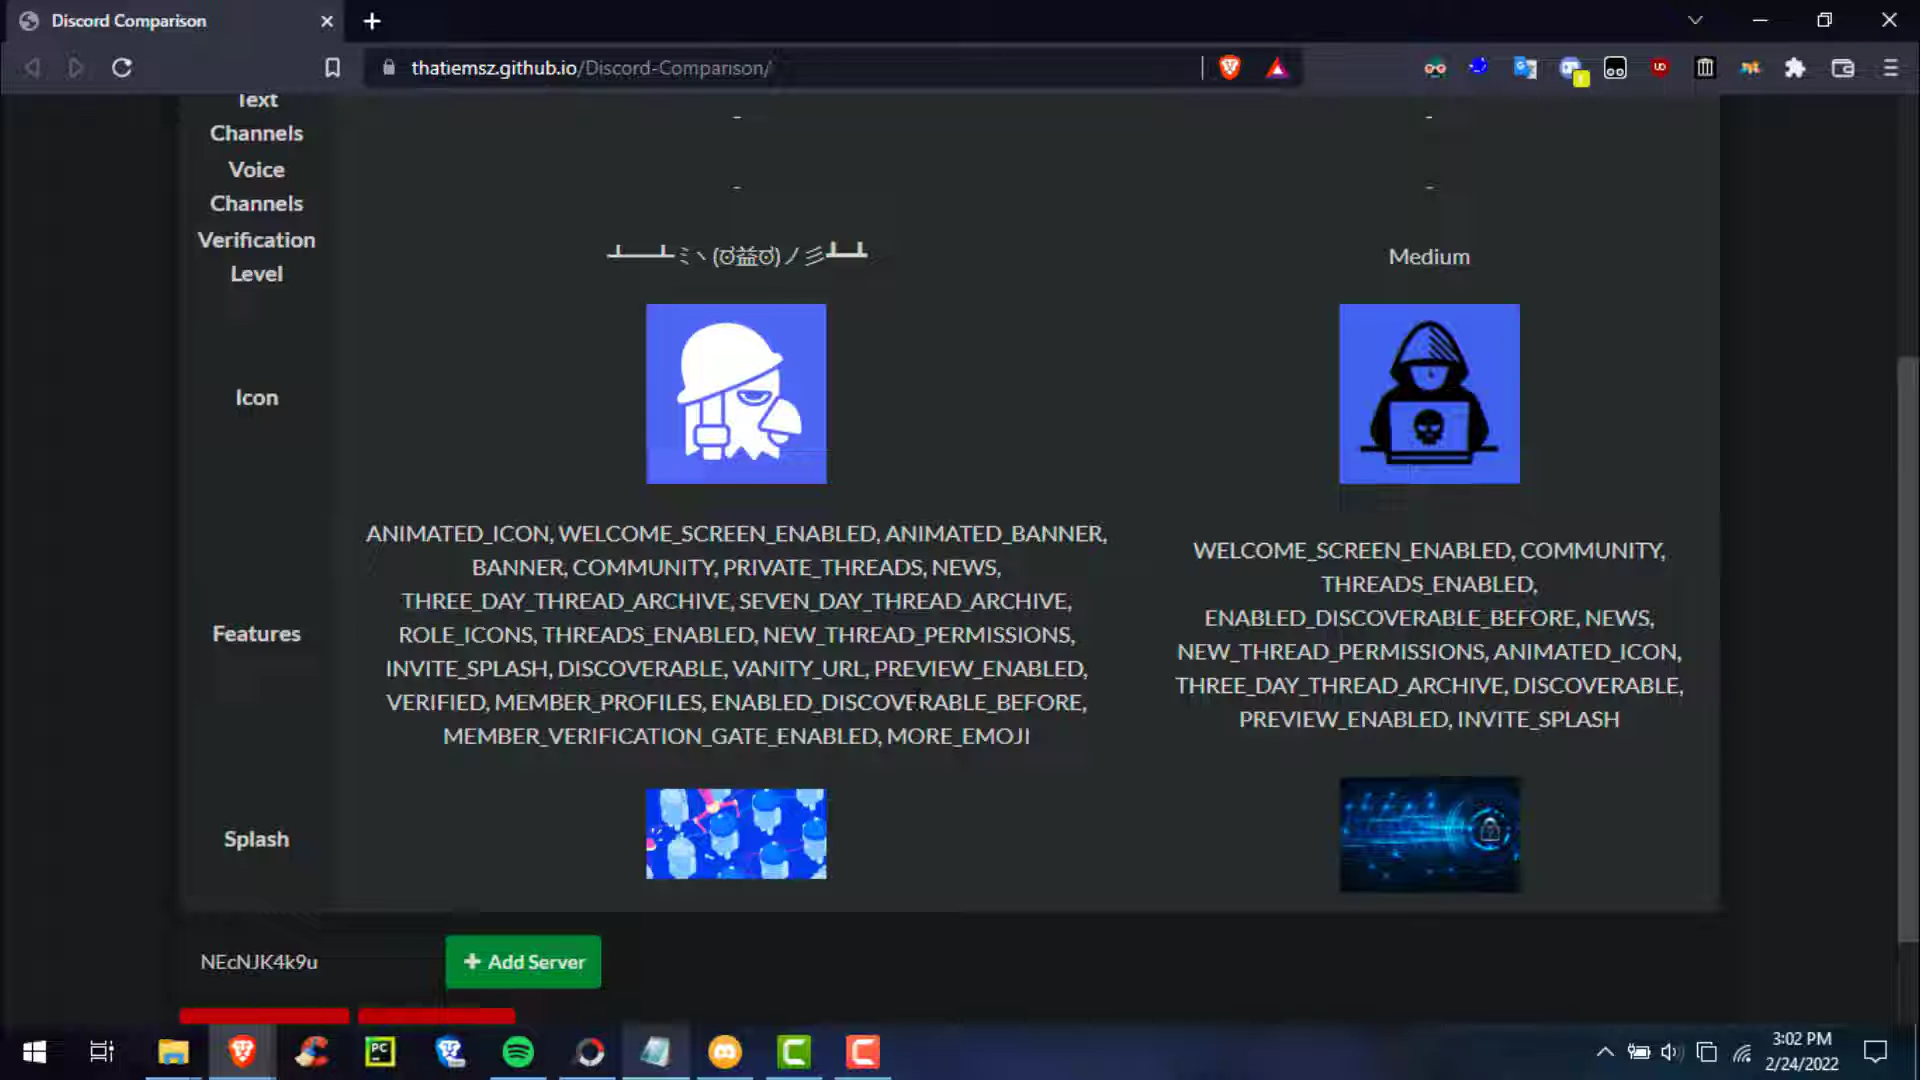 Discord Comparison
thatiemsz.github.io/Discord-Comparison/
Text
Channels
-
-
Voice
Channels
-
-
Verification
Level
┻━┻ミヽ(ಠ益ಠ)ノ彡┻━┻
Medium
Icon
Features
ANIMATED_ICON, WELCOME_SCREEN_ENABLED, ANIMATED_BANNER,
BANNER, COMMUNITY, PRIVATE_THREADS, NEWS,
THREE_DAY_THREAD_ARCHIVE, SEVEN_DAY_THREAD_ARCHIVE,
ROLE_ICONS, THREADS_ENABLED, NEW_THREAD_PERMISSIONS,
INVITE_SPLASH, DISCOVERABLE, VANITY_URL, PREVIEW_ENABLED,
VERIFIED, MEMBER_PROFILES, ENABLED_DISCOVERABLE_BEFORE,
MEMBER_VERIFICATION_GATE_ENABLED, MORE_EMOJI
WELCOME_SCREEN_ENABLED, COMMUNITY,
THREADS_ENABLED,
ENABLED_DISCOVERABLE_BEFORE, NEWS,
NEW_THREAD_PERMISSIONS, ANIMATED_ICON,
THREE_DAY_THREAD_ARCHIVE, DISCOVERABLE,
PREVIEW_ENABLED, INVITE_SPLASH
Splash
NEcNJK4k9u
+ Add Server
PC
3:02 PM
2/24/2022